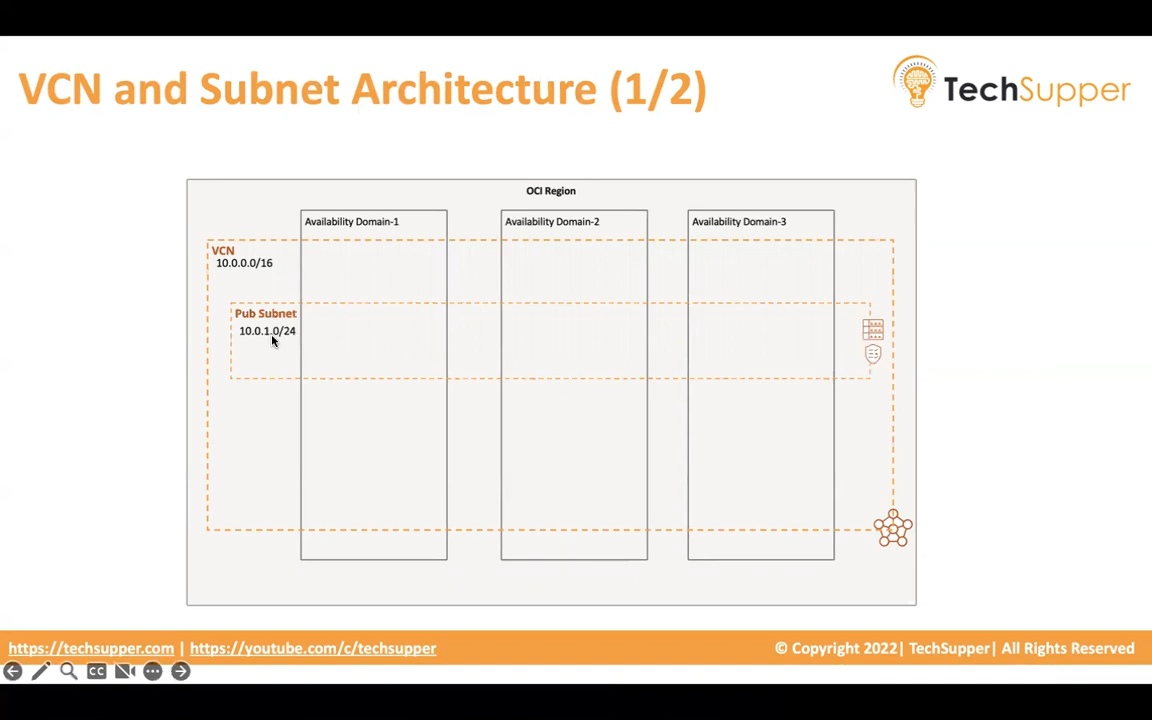 VCN and Subnet Architecture (1/2)
TechSupper
OCI Region
Availability Domain-1
Availability Domain-2
Availability Domain-3
VCN
10.0.0.0/16
Pub Subnet
10.0.1.0/24
https://techsupper.com | https://youtube.com/c/techsupper
© Copyright 2022| TechSupper| All Rights Reserved
CC